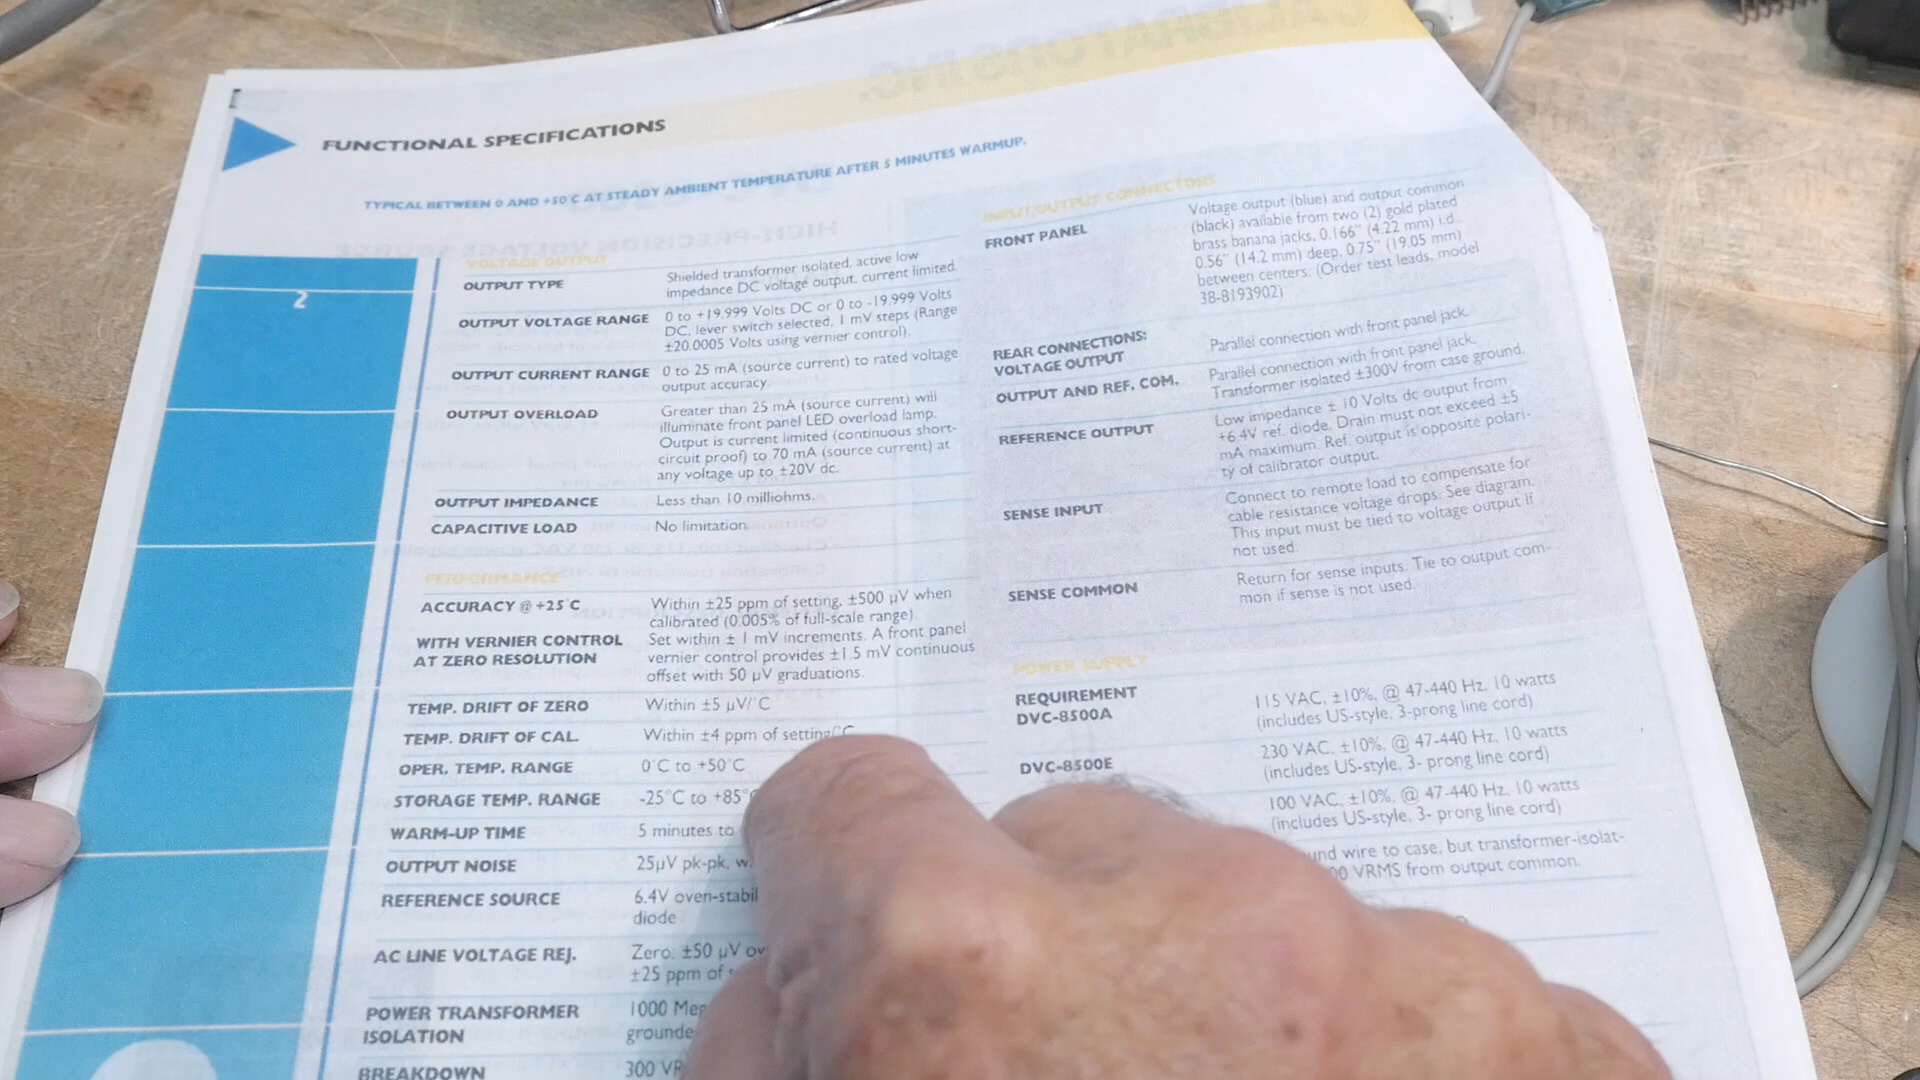 FUNCTIONAL SPECIFICATIONS
TYPICAL BETWEEN 0 AND +50°C AT STEADY AMBIENT TEMPERATURE AFTER 5 MINUTES WARMUP.
2
VOLTAGE OUTPUT
OUTPUT TYPE
Shielded transformer isolated, active low
impedance DC voltage output, current limited.
OUTPUT VOLTAGE RANGE
0 to +19.999 Volts DC or 0 to -19.999 Volts
DC, lever switch selected, 1 mV steps (Range
±20.0005 Volts using vernier control).
OUTPUT CURRENT RANGE
0 to 25 mA (source current) to rated voltage
output accuracy.
OUTPUT OVERLOAD
Greater than 25 mA (source current) will
illuminate front panel LED overload lamp.
Output is current limited (continuous short-
circuit proof) to 70 mA (source current) at
any voltage up to ±20V dc.
OUTPUT IMPEDANCE
Less than 10 milliohms.
CAPACITIVE LOAD
No limitation.
PERFORMANCE
ACCURACY @ +25°C
Within ±25 ppm of setting, ±500 µV when
calibrated (0.005% of full-scale range).
WITH VERNIER CONTROL
AT ZERO RESOLUTION
Set within ± 1 mV increments. A front panel
vernier control provides ±1.5 mV continuous
offset with 50 µV graduations.
TEMP. DRIFT OF ZERO
Within ±5 µV/°C
TEMP. DRIFT OF CAL.
Within ±4 ppm of setting/°C
OPER. TEMP. RANGE
0°C to +50°C
STORAGE TEMP. RANGE
-25°C to +85°
WARM-UP TIME
5 minutes to
OUTPUT NOISE
25µV pk-pk, w
REFERENCE SOURCE
6.4V oven-stabil
diode
AC LINE VOLTAGE REJ.
Zero: ±50 µV ov
±25 ppm of s
POWER TRANSFORMER
ISOLATION
1000 Meg
grounde
BREAKDOWN
300 VR
INPUT/OUTPUT CONNECTORS
FRONT PANEL
Voltage output (blue) and output common
(black) available from two (2) gold plated
brass banana jacks, 0.166" (4.22 mm) i.d.,
0.56" (14.2 mm) deep, 0.75" (19.05 mm)
between centers. (Order test leads, model
38-8193902)
REAR CONNECTIONS:
VOLTAGE OUTPUT
Parallel connection with front panel jack.
OUTPUT AND REF. COM.
Parallel connection with front panel jack.
Transformer isolated ±300V from case ground.
REFERENCE OUTPUT
Low impedance ± 10 Volts dc output from
+6.4V ref. diode. Drain must not exceed ±5
mA maximum. Ref. output is opposite polari-
ty of calibrator output.
SENSE INPUT
Connect to remote load to compensate for
cable resistance voltage drops. See diagram.
This input must be tied to voltage output if
not used.
SENSE COMMON
Return for sense inputs. Tie to output com-
mon if sense is not used.
POWER SUPPLY
REQUIREMENT
DVC-8500A
115 VAC, ±10%, @ 47-440 Hz, 10 watts
(includes US-style, 3-prong line cord)
DVC-8500E
230 VAC, ±10%, @ 47-440 Hz, 10 watts
(includes US-style, 3- prong line cord)
100 VAC, ±10%, @ 47-440 Hz, 10 watts
(includes US-style, 3- prong line cord)
und wire to case, but transformer-isolat-
00 VRMS from output common.